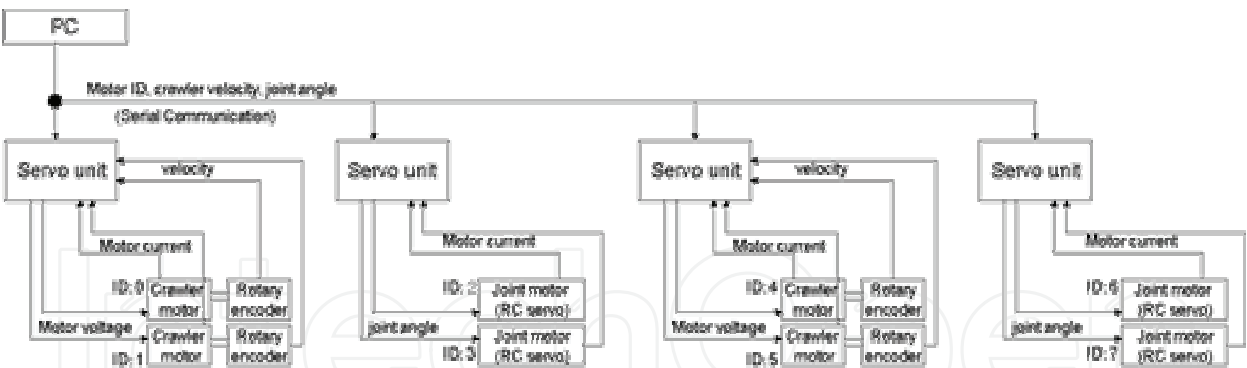 PC
Motor ID, crawler velocity, joint angle
(Serial Communication)
Servo unit
velocity
Motor current
ID: 0
Crawler
motor
Rotary
encoder
Motor voltage
ID: 1
Crawler
motor
Rotary
encoder
Servo unit
Motor current
ID: 2
Joint motor
(RC servo)
joint angle
ID: 3
Joint motor
(RC servo)
Servo unit
velocity
Motor current
ID: 4
Crawler
motor
Rotary
encoder
Motor voltage
ID: 5
Crawler
motor
Rotary
encoder
Servo unit
Motor current
ID: 6
Joint motor
(RC servo)
joint angle
ID: 7
Joint motor
(RC servo)